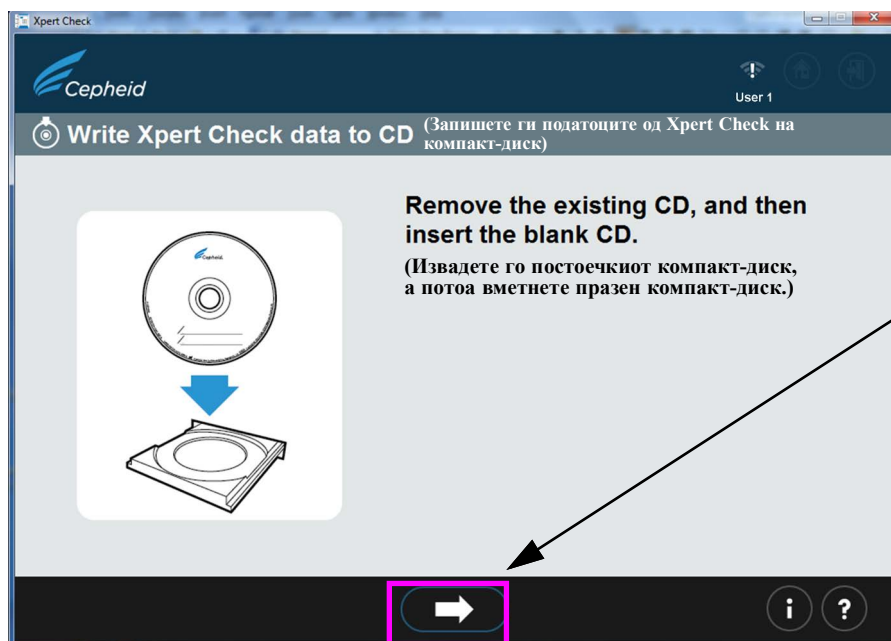 Xpert Check
Cepheid
User 1
Write Xpert Check data to CD
(Запишете ги податоците од Xpert Check на
компакт-диск)
Remove the existing CD, and then
insert the blank CD.
(Извадете го постоечкиот компакт-диск,
а потоа вметнете празен компакт-диск.)
Cepheid
i
?